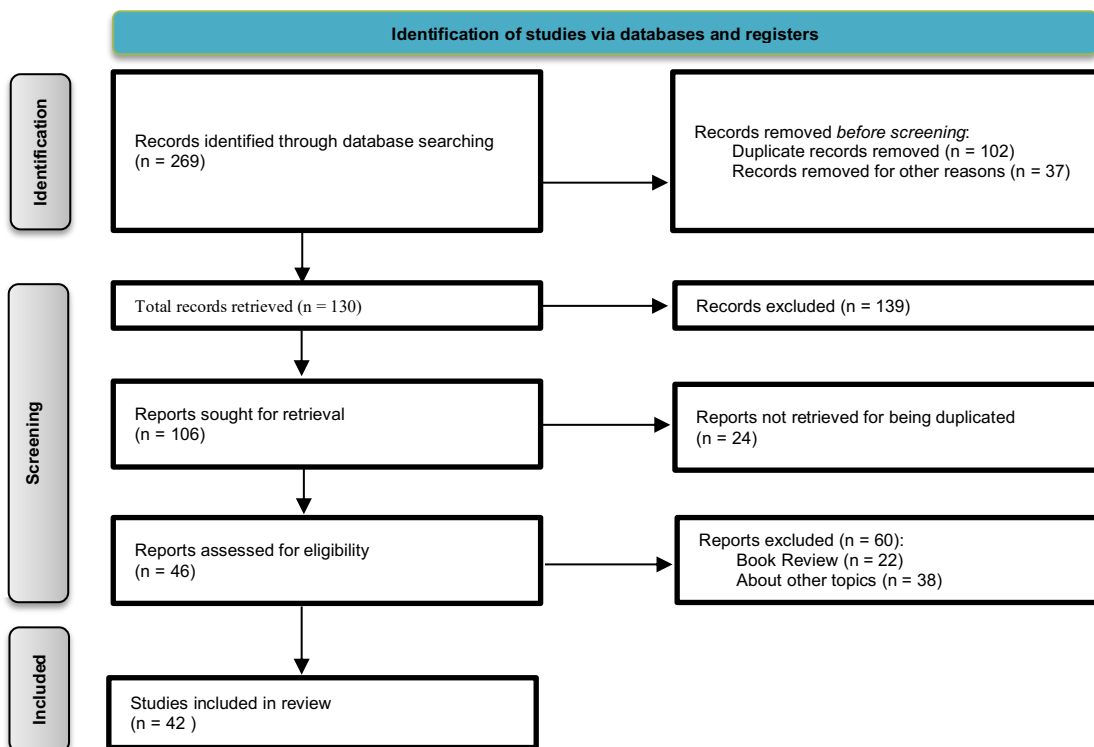 Identification of studies via databases and registers
Identification
Records identified through database searching
(n = 269)
Records removed before screening:
Duplicate records removed (n = 102)
Records removed for other reasons (n = 37)
Screening
Total records retrieved (n = 130)
Records excluded (n = 139)
Reports sought for retrieval
(n = 106)
Reports not retrieved for being duplicated
(n = 24)
Reports assessed for eligibility
(n = 46)
Reports excluded (n = 60):
Book Review (n = 22)
About other topics (n = 38)
Included
Studies included in review
(n = 42 )